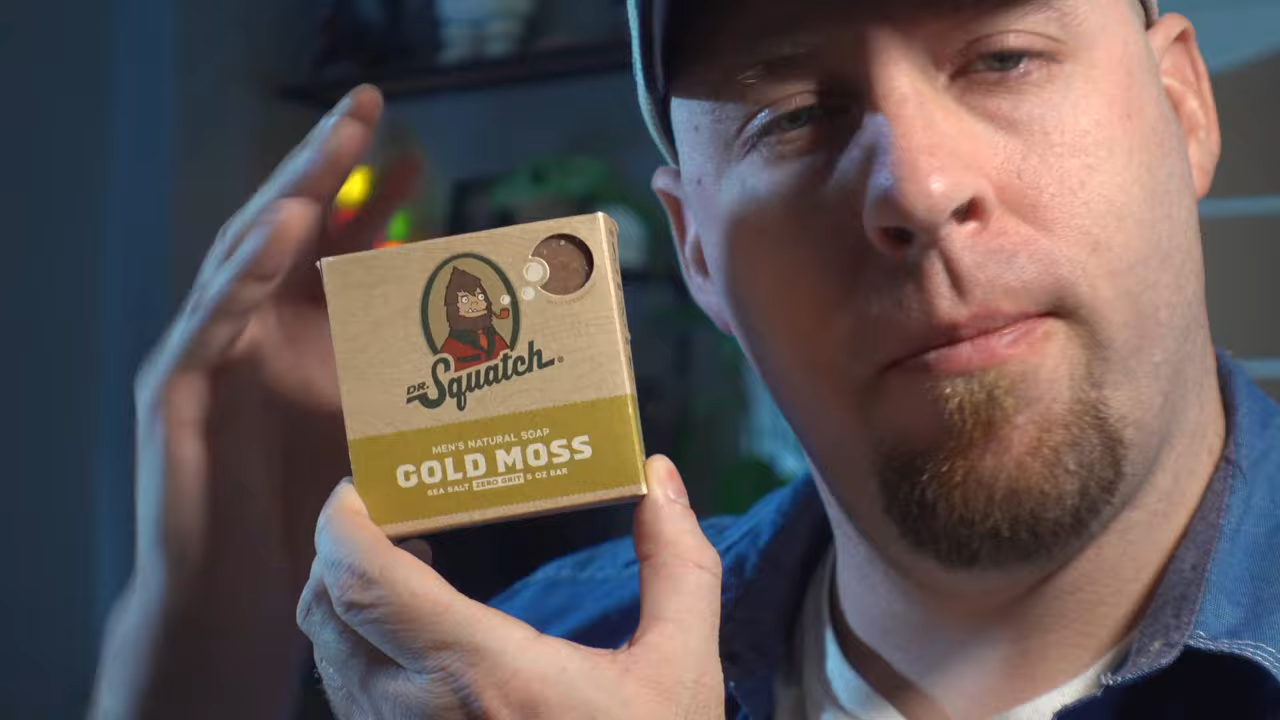 DR. Squatch®
MEN'S NATURAL SOAP
GOLD MOSS
SEA SALT ZERO GRIT 5 OZ BAR